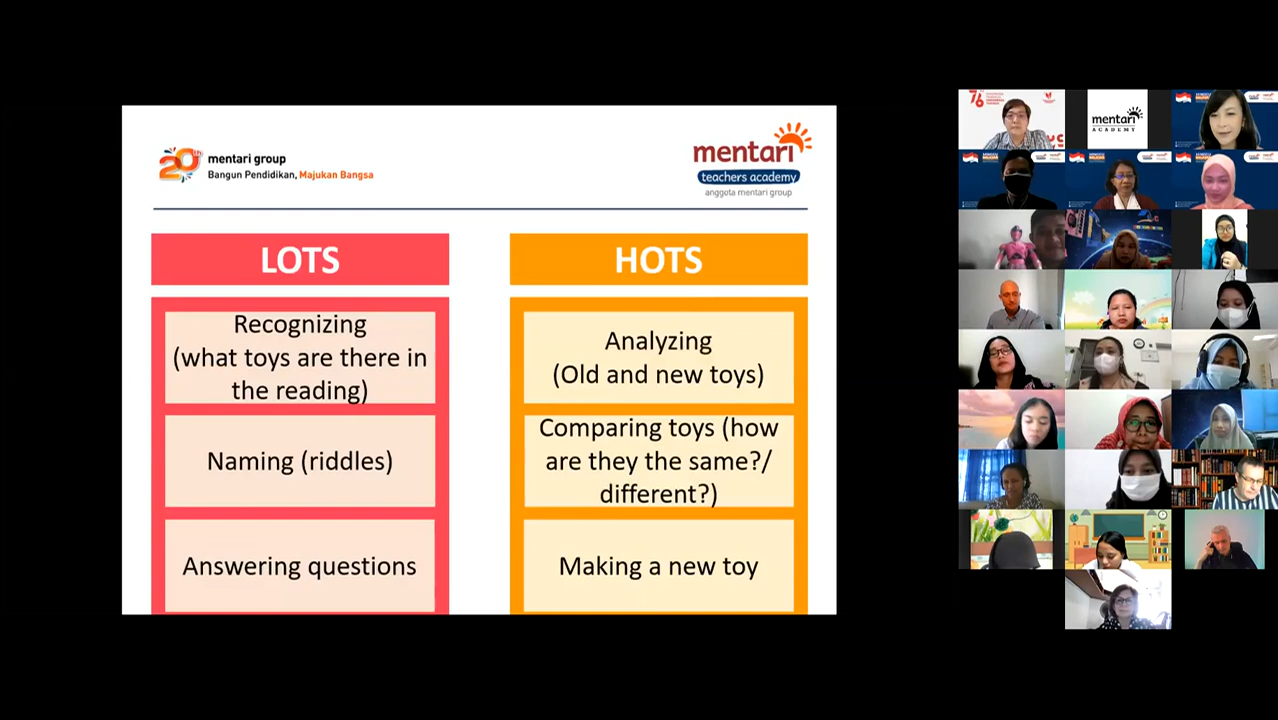 20th
mentari group
Bangun Pendidikan, Majukan Bangsa
mentari
teachers academy
anggota mentari group
LOTS
Recognizing
(what toys are there in
the reading)
Naming (riddles)
Answering questions
HOTS
Analyzing
(Old and new toys)
Comparing toys (how
are they the same?/
different?)
Making a new toy
mentari
ACADEMY